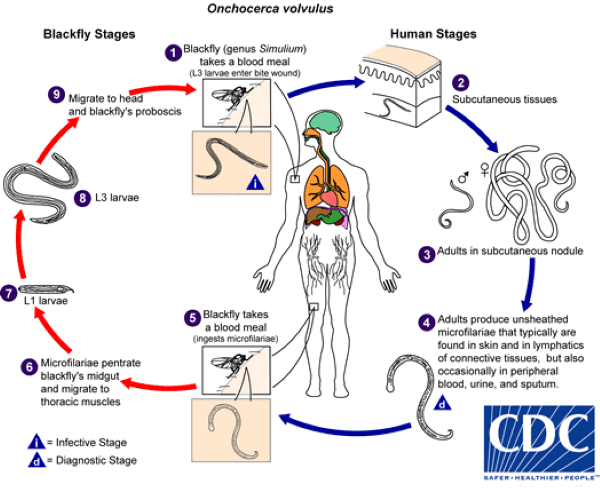 Onchocerca volvulus
Blackfly Stages
Human Stages
1
Blackfly (genus Simulium)
takes a blood meal
(L3 larvae enter bite wound)
i
2
Subcutaneous tissues
♂
♀
3
Adults in subcutaneous nodule
4
Adults produce unsheathed
microfilariae that typically are
found in skin and in lymphatics
of connective tissues, but also
occasionally in peripheral
blood, urine, and sputum.
d
5
Blackfly takes
a blood meal
(ingests microfilariae)
6
Microfilariae pentrate
blackfly's midgut
and migrate to
thoracic muscles
7
L1 larvae
8
L3 larvae
9
Migrate to head
and blackfly's proboscis
i = Infective Stage
d = Diagnostic Stage
CDC
SAFER • HEALTHIER • PEOPLE™